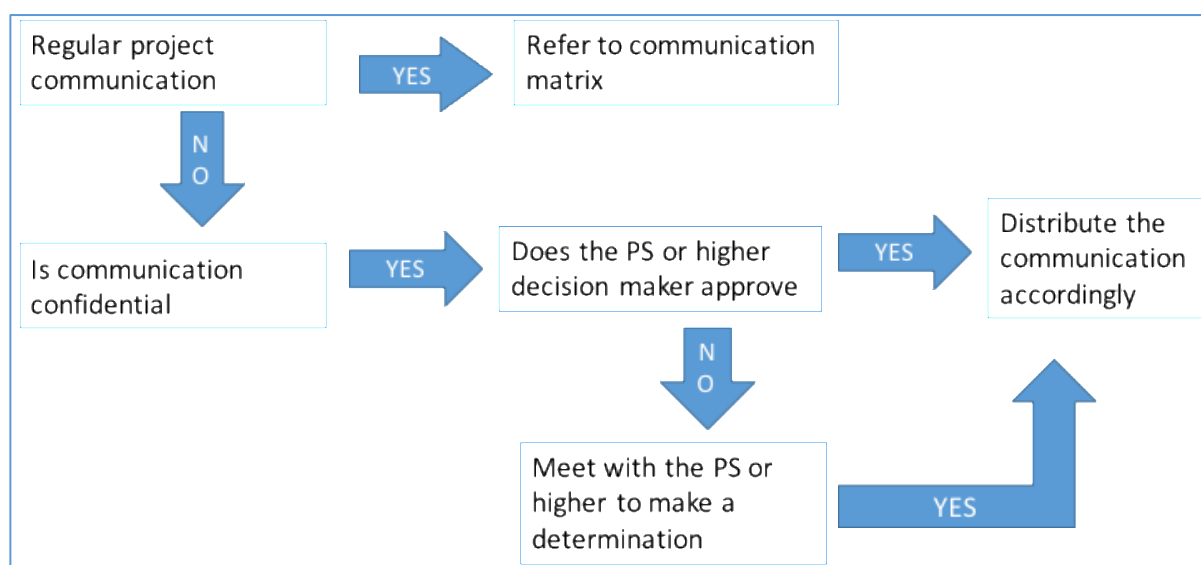 Regular project
communication
YES
Refer to communication
matrix
N
O
Is communication
confidential
YES
Does the PS or higher
decision maker approve
YES
Distribute the
communication
accordingly
N
O
Meet with the PS or
higher to make a
determination
YES